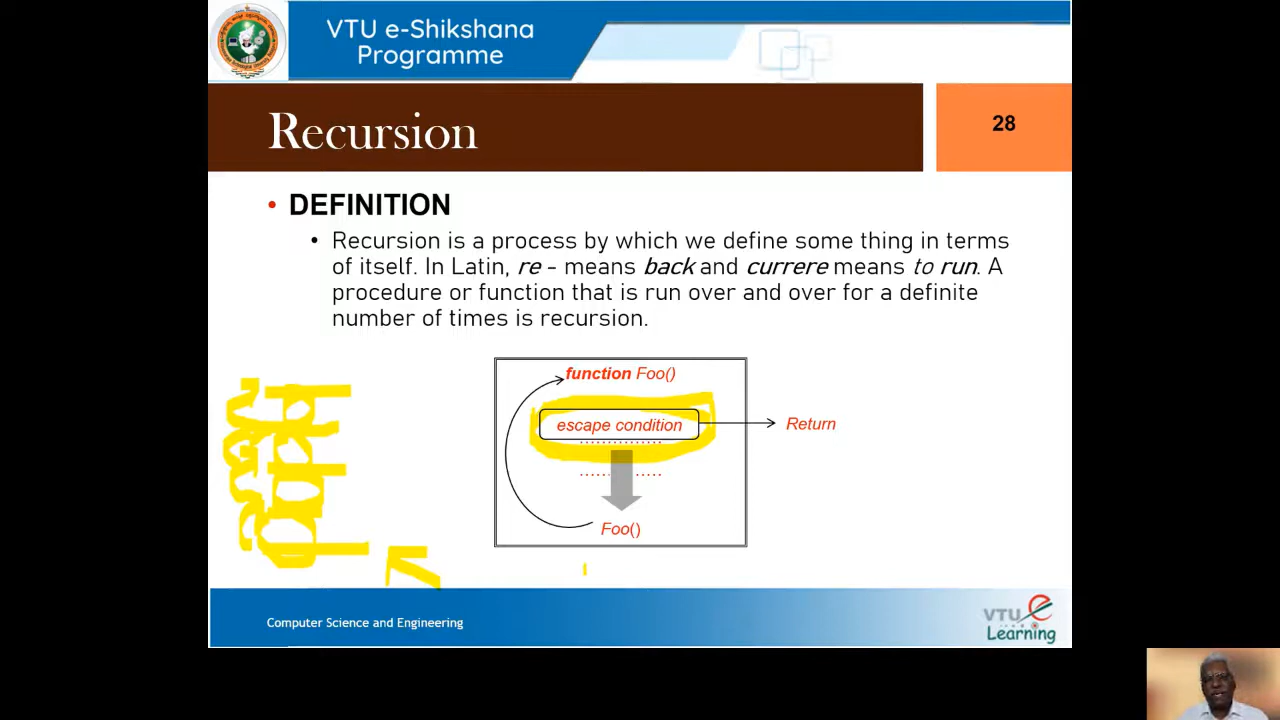 VTU e-Shikshana
Programme
Recursion
28
• DEFINITION
• Recursion is a process by which we define some thing in terms
of itself. In Latin, re - means back and currere means to run. A
procedure or function that is run over and over for a definite
number of times is recursion.
function Foo()
escape condition
Return
Foo()
Computer Science and Engineering
VTU e
Learning